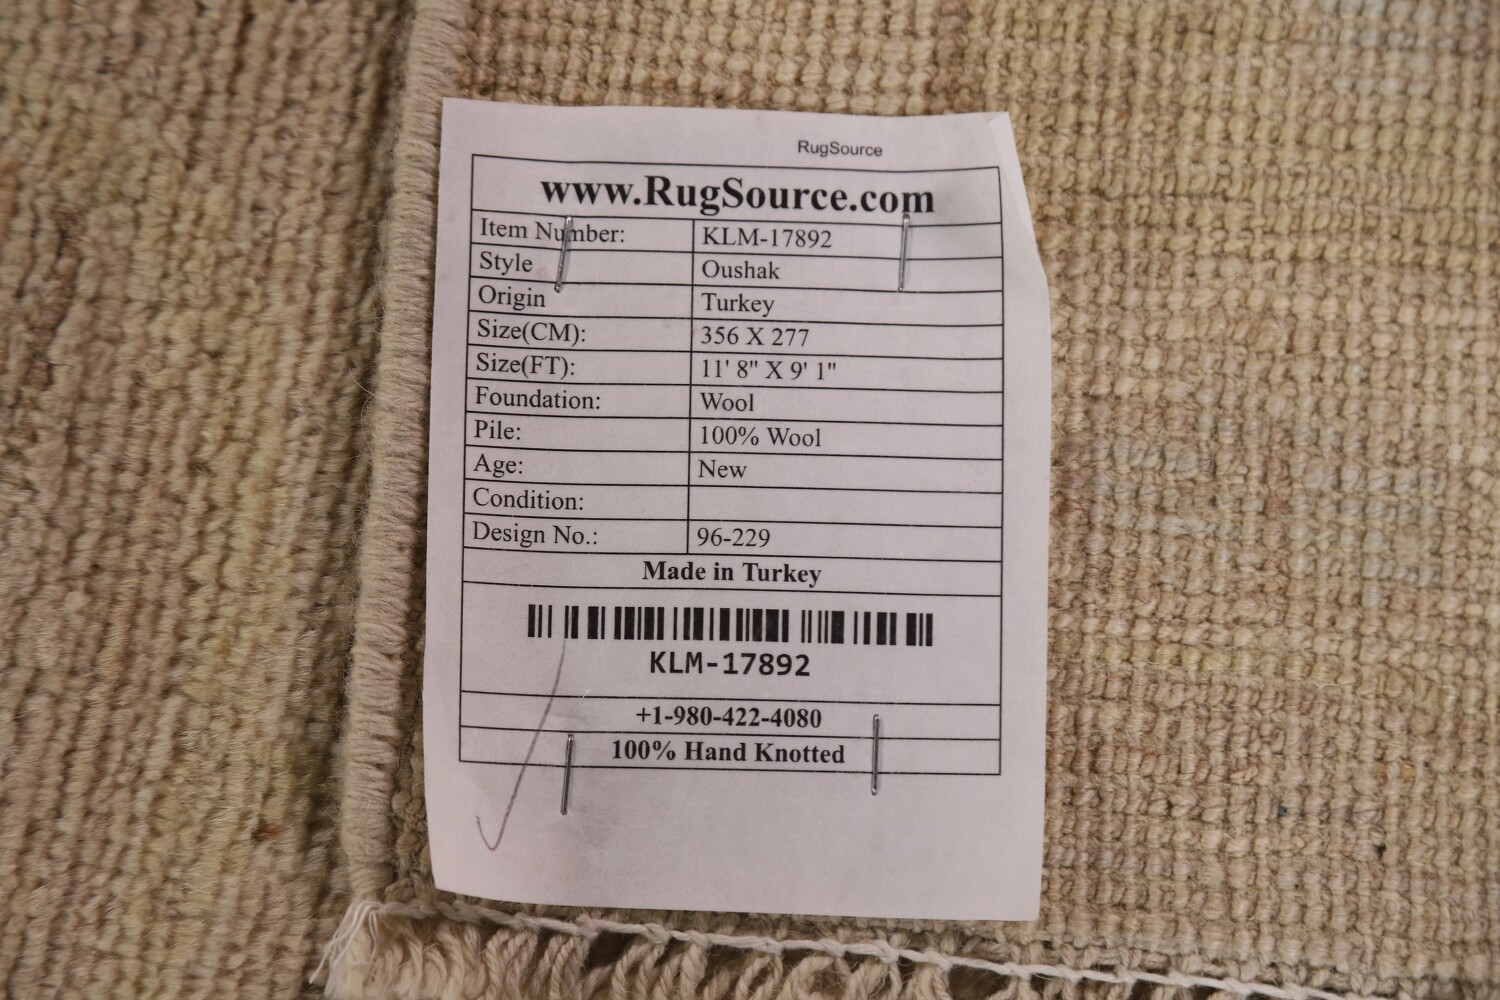 RugSource
www.RugSource.com
Item Number: KLM-17892
Style Oushak
Origin Turkey
Size(CM): 356 X 277
Size(FT): 11' 8" X 9' 1"
Foundation: Wool
Pile: 100% Wool
Age: New
Condition:
Design No.: 96-229
Made in Turkey
KLM-17892
+1-980-422-4080
100% Hand Knotted